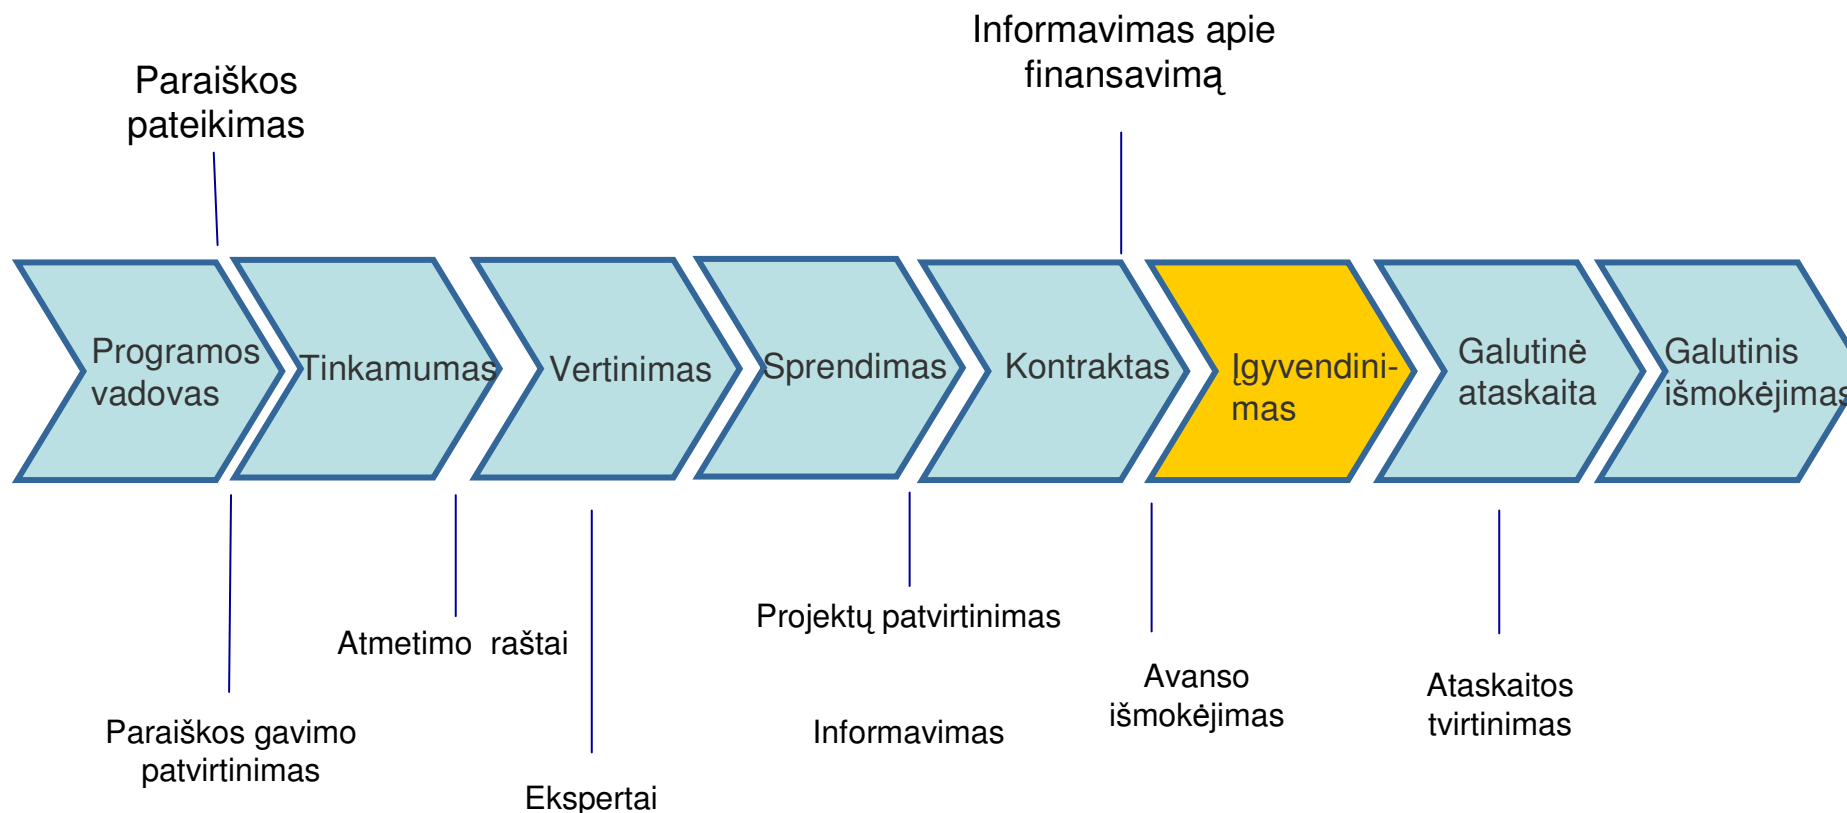 Informavimas apie
finansavimą
Paraiškos
pateikimas
Programos
vadovas
Tinkamumas
Vertinimas
Sprendimas
Kontraktas
Įgyvendini-
mas
Galutinė
ataskaita
Galutinis
išmokėjimas
Projektų patvirtinimas
Atmetimo raštai
Avanso
išmokėjimas
Ataskaitos
tvirtinimas
Paraiškos gavimo
patvirtinimas
Informavimas
Ekspertai